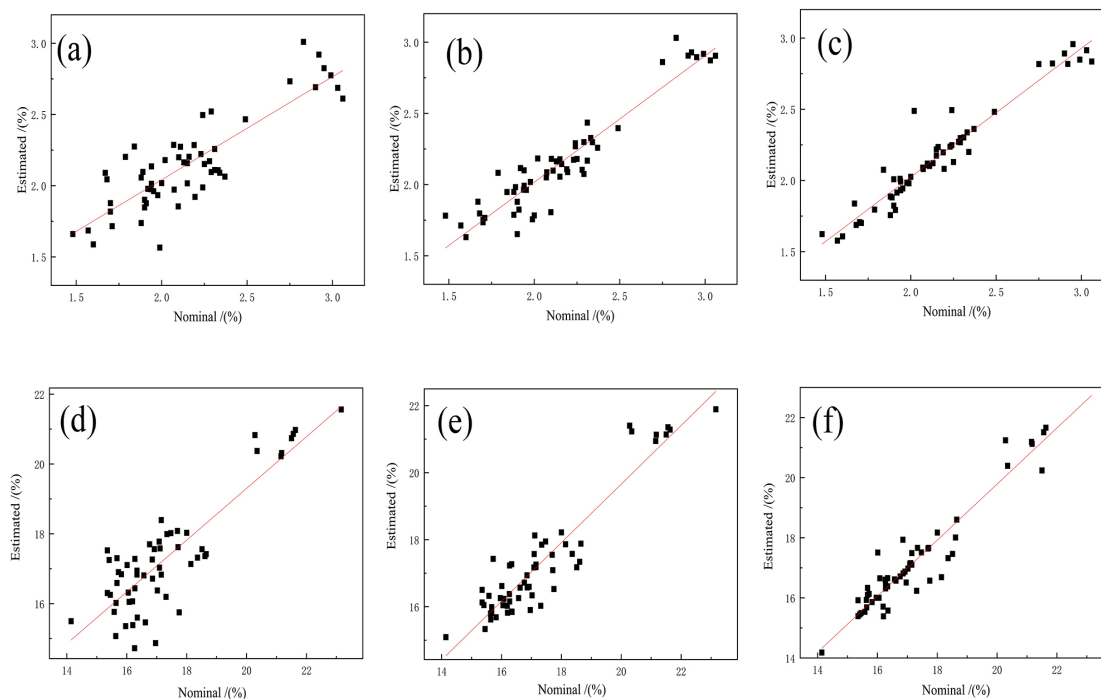 (a)
Estimated /(%)
3.0
2.5
2.0
1.5
1.5 2.0 2.5 3.0
Nominal /(%)
(b)
Estimated /(%)
3.0
2.5
2.0
1.5
1.5 2.0 2.5 3.0
Nominal /(%)
(c)
Estimated /(%)
3.0
2.5
2.0
1.5
1.5 2.0 2.5 3.0
Nominal /(%)
(d)
Estimated /(%)
22
20
18
16
14
14 16 18 20 22
Nominal /(%)
(e)
Estimated /(%)
22
20
18
16
14 16 18 20 22
Nominal /(%)
(f)
Estimated /(%)
22
20
18
16
14
14 16 18 20 22
Nominal /(%)